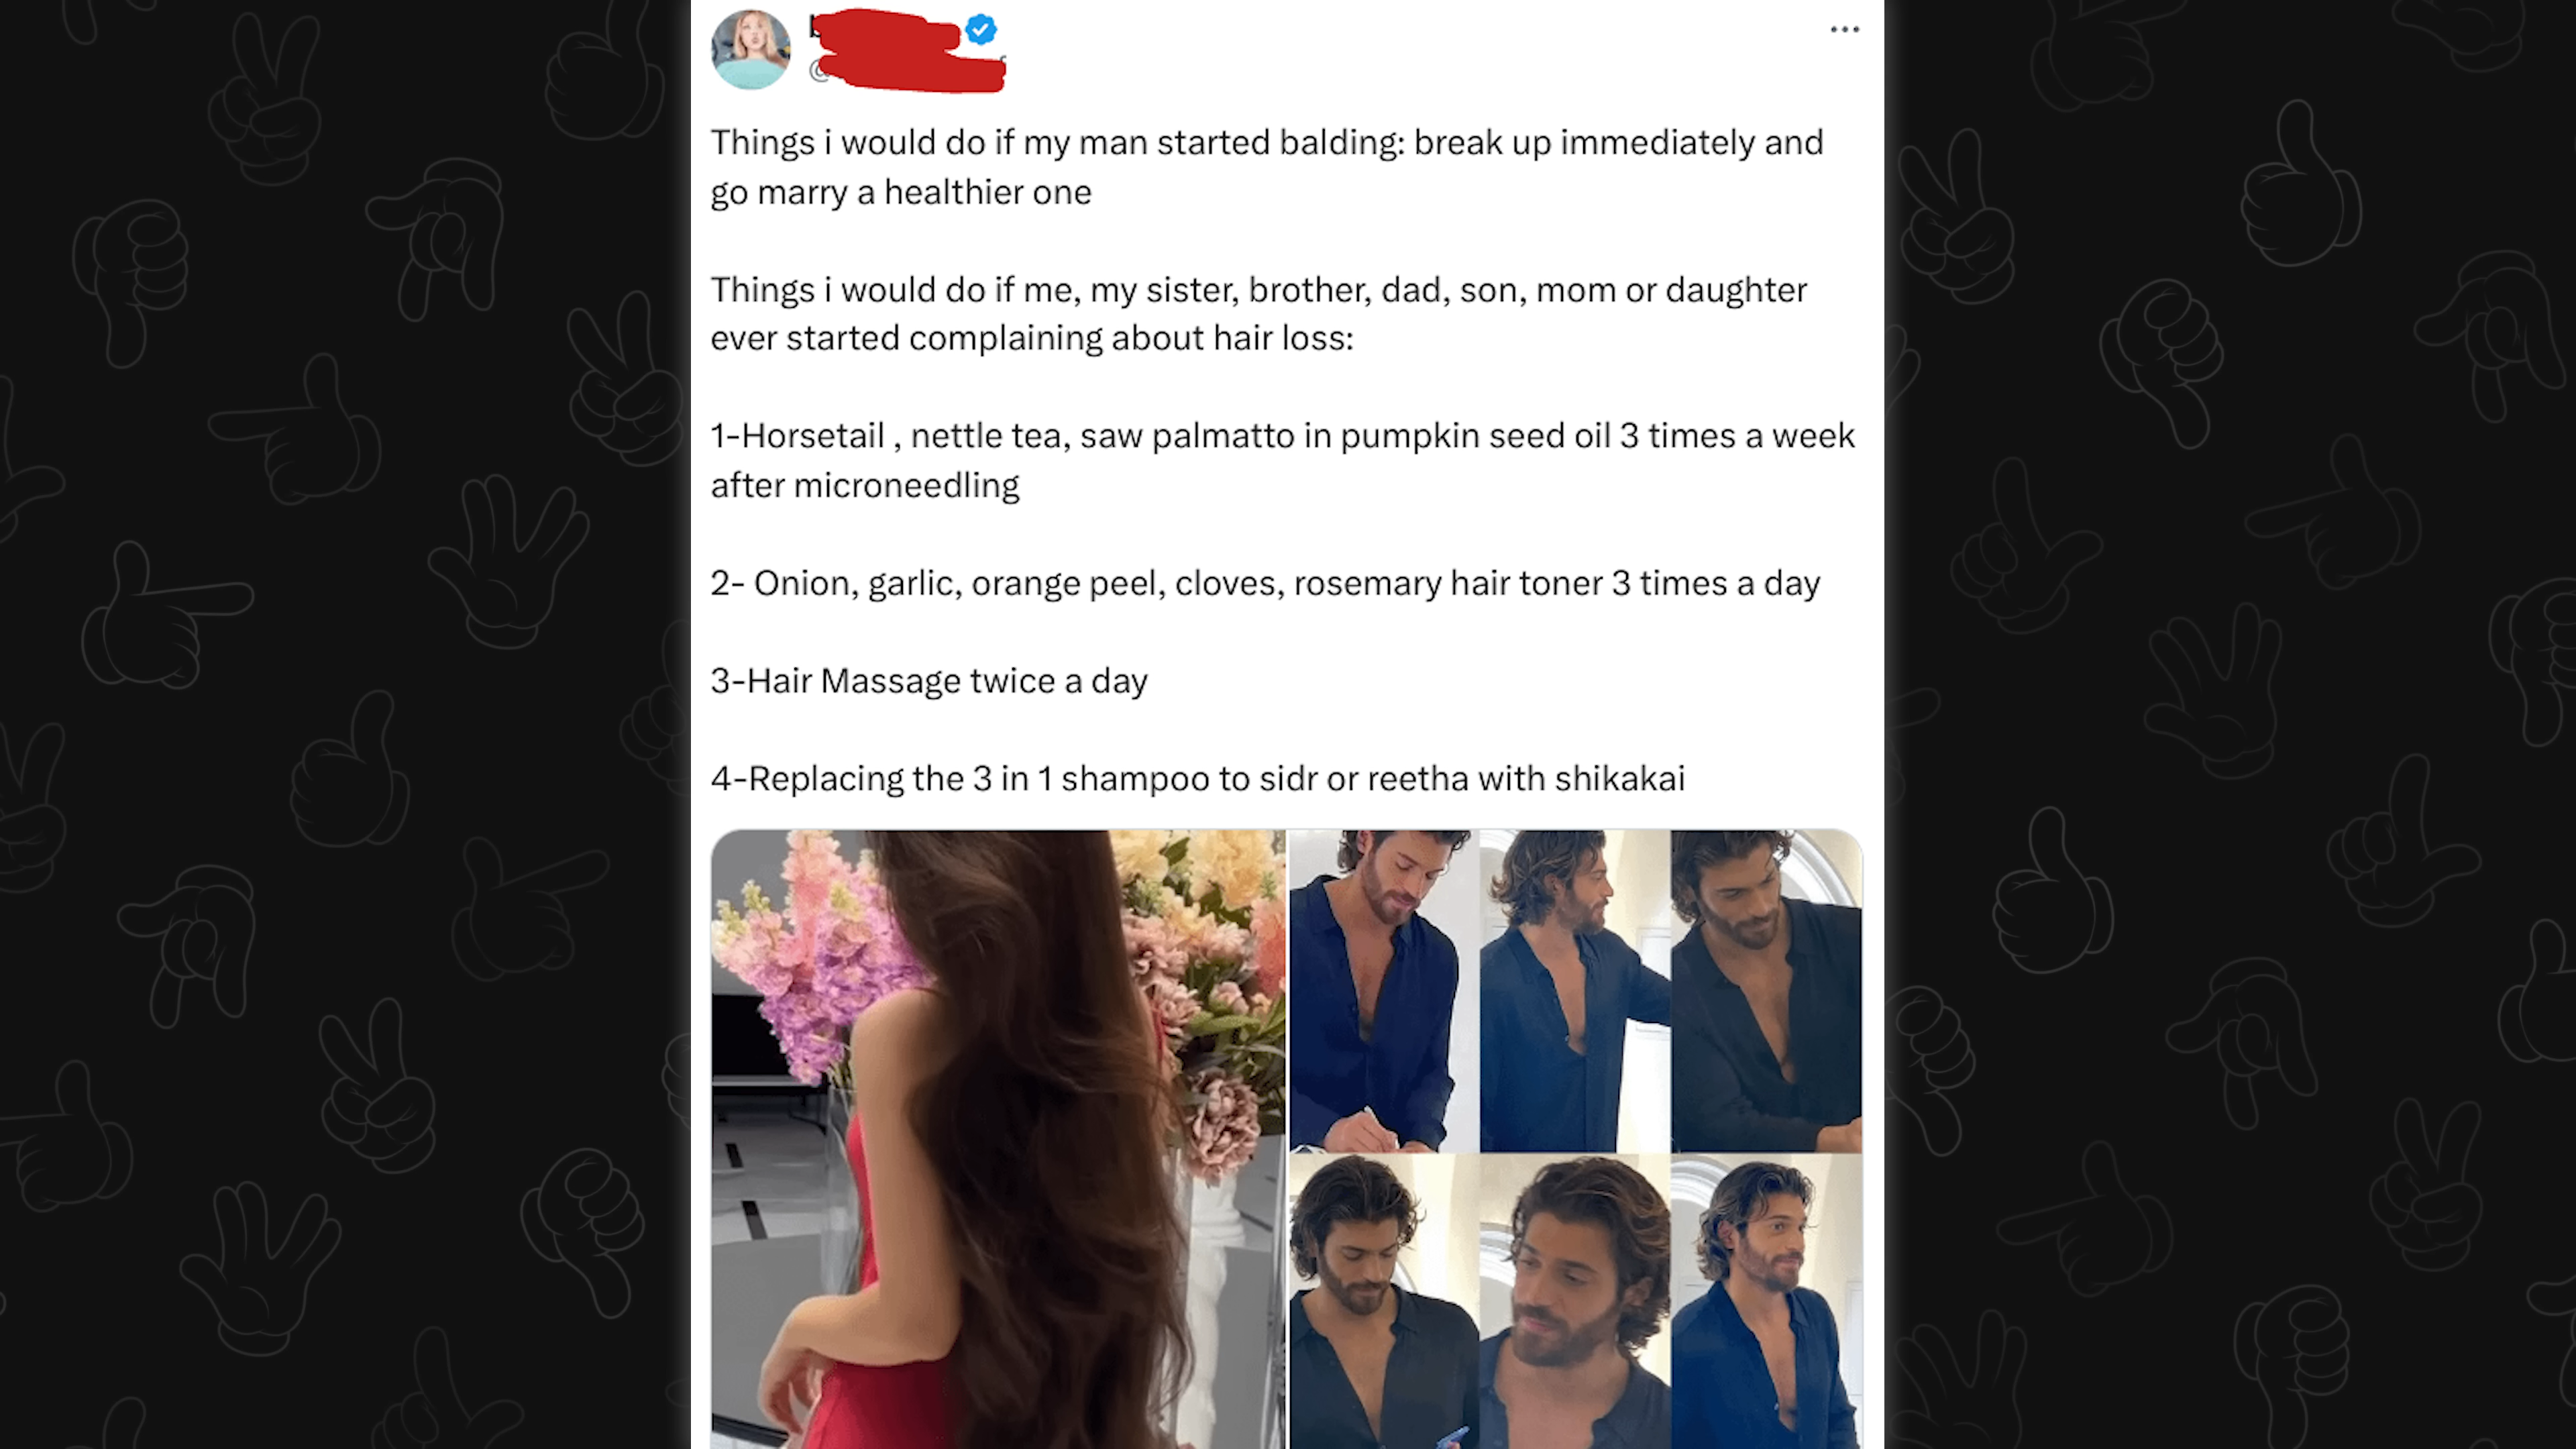 Things i would do if my man started balding: break up immediately and
go marry a healthier one
Things i would do if me, my sister, brother, dad, son, mom or daughter
ever started complaining about hair loss:
1-Horsetail , nettle tea, saw palmatto in pumpkin seed oil 3 times a week
after microneedling
2- Onion, garlic, orange peel, cloves, rosemary hair toner 3 times a day
3-Hair Massage twice a day
4-Replacing the 3 in 1 shampoo to sidr or reetha with shikakai